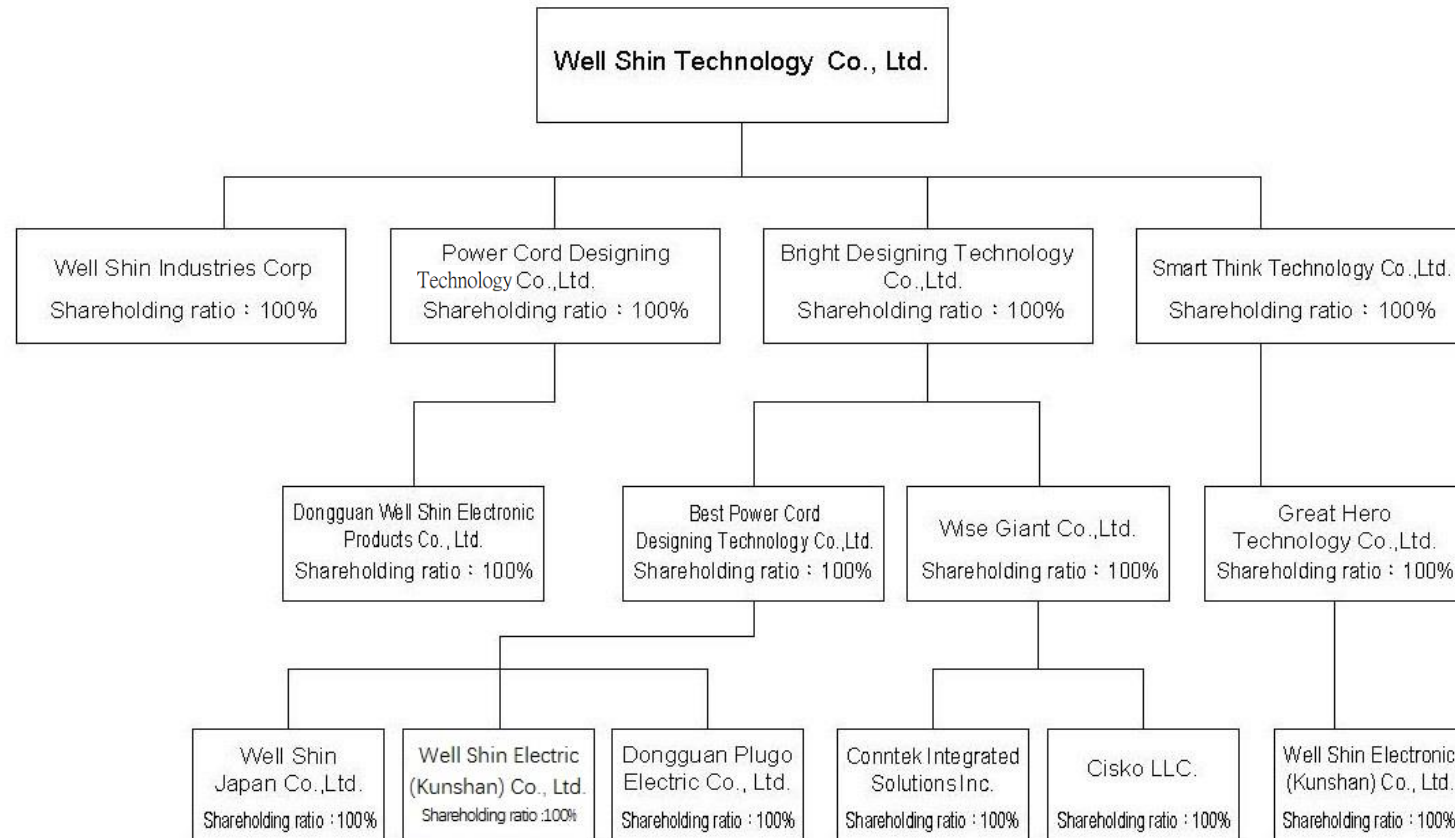 Well Shin Technology Co., Ltd.
Well Shin Industries Corp
Shareholding ratio：100%
Power Cord Designing
Technology Co.,Ltd.
Shareholding ratio：100%
Bright Designing Technology
Co.,Ltd.
Shareholding ratio：100%
Smart Think Technology Co.,Ltd.
Shareholding ratio：100%
Dongguan Well Shin Electronic
Products Co., Ltd.
Shareholding ratio：100%
Best Power Cord
Designing Technology Co.,Ltd.
Shareholding ratio：100%
Wise Giant Co.,Ltd.
Shareholding ratio：100%
Great Hero
Technology Co.,Ltd.
Shareholding ratio：100%
Well Shin
Japan Co.,Ltd.
Shareholding ratio：100%
Well Shin Electric
(Kunshan) Co., Ltd.
Shareholding ratio :100%
Dongguan Plugo
Electric Co., Ltd.
Shareholding ratio：100%
Conntek Integrated
Solutions Inc.
Shareholding ratio：100%
Cisko LLC.
Shareholding ratio：100%
Well Shin Electronic
(Kunshan) Co., Ltd.
Shareholding ratio：100%